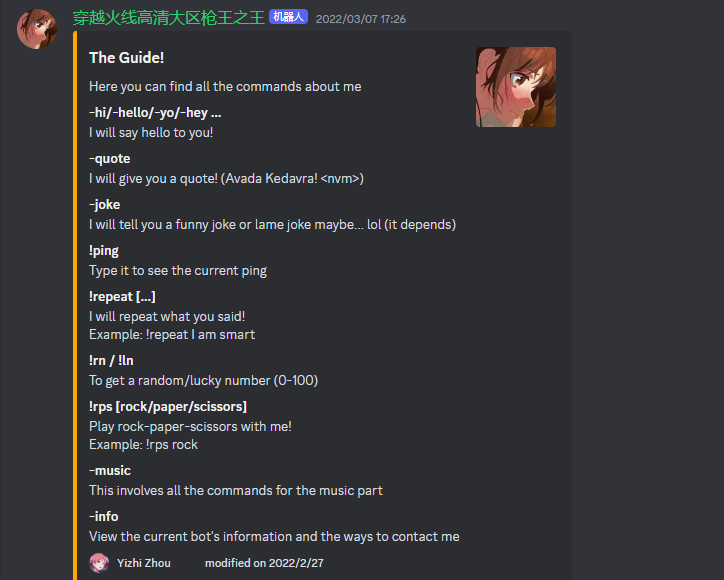 穿越火线高清大区枪王之王 机器人 2022/03/07 17:26
The Guide!
Here you can find all the commands about me
-hi/-hello/-yo/-hey ...
I will say hello to you!
-quote
I will give you a quote! (Avada Kedavra! <nvm>)
-joke
I will tell you a funny joke or lame joke maybe... lol (it depends)
!ping
Type it to see the current ping
!repeat [...]
I will repeat what you said!
Example: !repeat I am smart
!rn / !ln
To get a random/lucky number (0-100)
!rps [rock/paper/scissors]
Play rock-paper-scissors with me!
Example: !rps rock
-music
This involves all the commands for the music part
-info
View the current bot's information and the ways to contact me
Yizhi Zhou modified on 2022/2/27